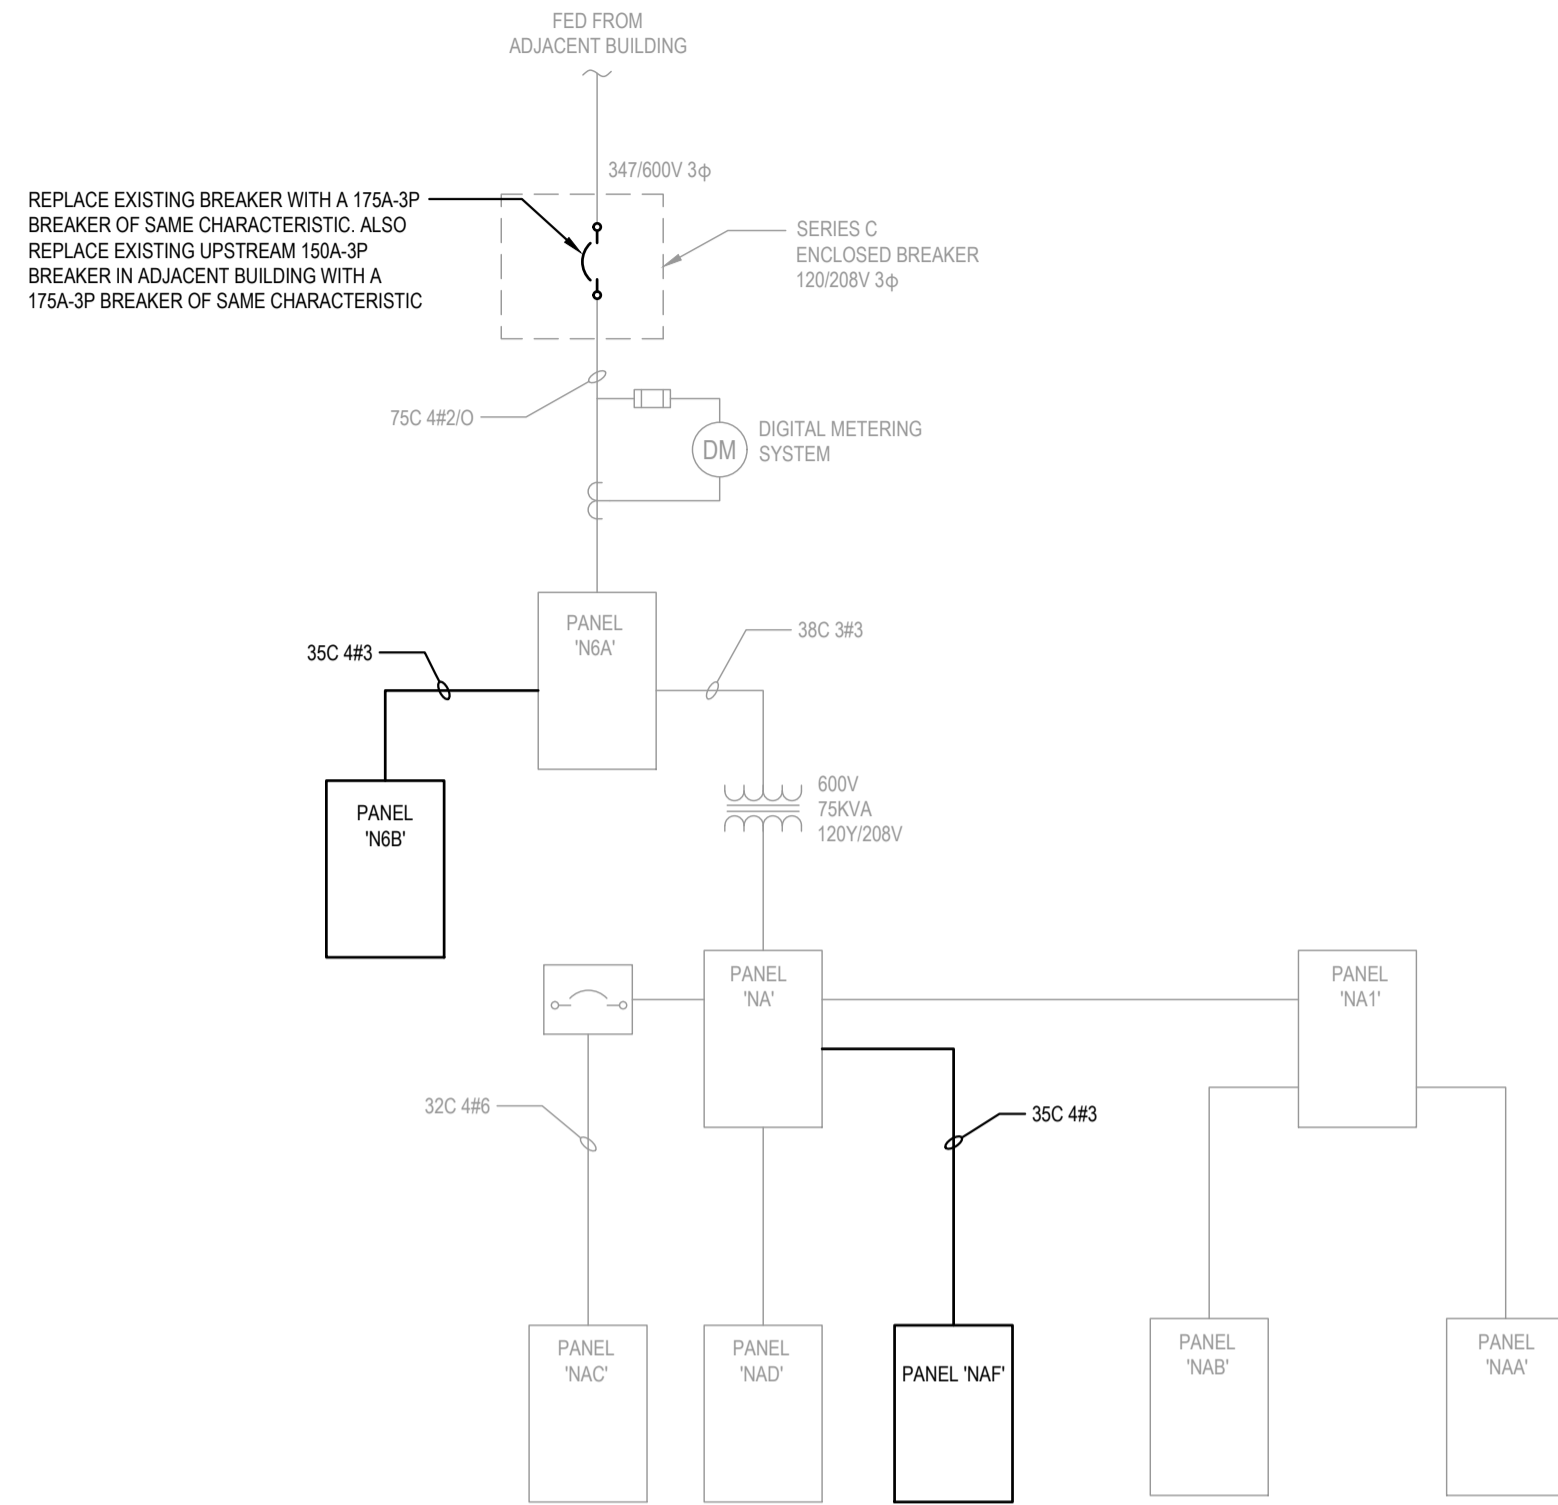 FED FROM
ADJACENT BUILDING
347/600V 3ϕ
REPLACE EXISTING BREAKER WITH A 175A-3P
BREAKER OF SAME CHARACTERISTIC. ALSO
REPLACE EXISTING UPSTREAM 150A-3P
BREAKER IN ADJACENT BUILDING WITH A
175A-3P BREAKER OF SAME CHARACTERISTIC
SERIES C
ENCLOSED BREAKER
120/208V 3ϕ
75C 4#2/O
DM
DIGITAL METERING
SYSTEM
PANEL
'N6A'
38C 3#3
35C 4#3
PANEL
'N6B'
600V
75KVA
120Y/208V
PANEL
'NA'
PANEL
'NA1'
32C 4#6
35C 4#3
PANEL
'NAC'
PANEL
'NAD'
PANEL 'NAF'
PANEL
'NAB'
PANEL
'NAA'